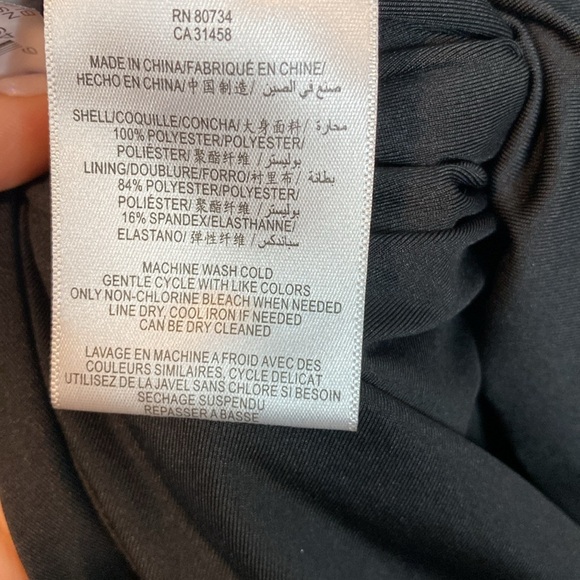 RN 80734
CA 31458
MADE IN CHINA/FABRIQUÉ EN CHINE/
HECHO EN CHINA/中国制造/ صنع في الصين
SHELL/COQUILLE/CONCHA/大身面料/ محارة
100% POLYESTER/POLYESTER/
POLIÉSTER/聚酯纤维/ بوليستر
LINING/DOUBLURE/FORRO/衬里布/ بطانة
84% POLYESTER/POLYESTER/
POLIÉSTER/聚酯纤维/ بوليستر
16% SPANDEX/SPANDEX/
ELASTANO/弹性纤维/ سباندكس
MACHINE WASH COLD
GENTLE CYCLE WITH LIKE COLORS
ONLY NON-CHLORINE BLEACH WHEN NEEDED
LINE DRY, COOL IRON IF NEEDED
CAN BE DRY CLEANED
LAVAGE EN MACHINE A FROID AVEC DES
COULEURS SIMILAIRES, CYCLE DELICAT
UTILISEZ DE LA JAVEL SANS CHLORE SI BESOIN
SECHAGE SUSPENDU
REPASSER A BASSE